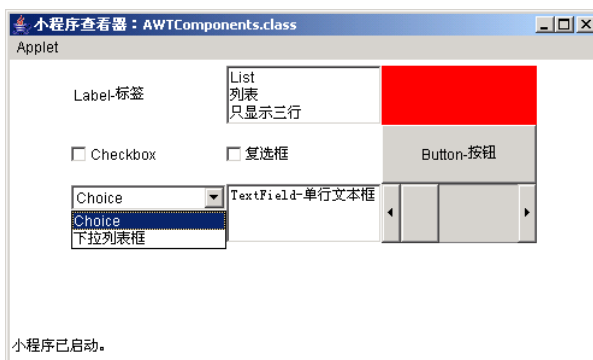 小程序查看器：AWTComponents.class
Applet
Label-标签
List
列表
只显示三行
Checkbox
复选框
Button-按钮
Choice
TextField-单行文本框
Choice
下拉列表框
小程序已启动。